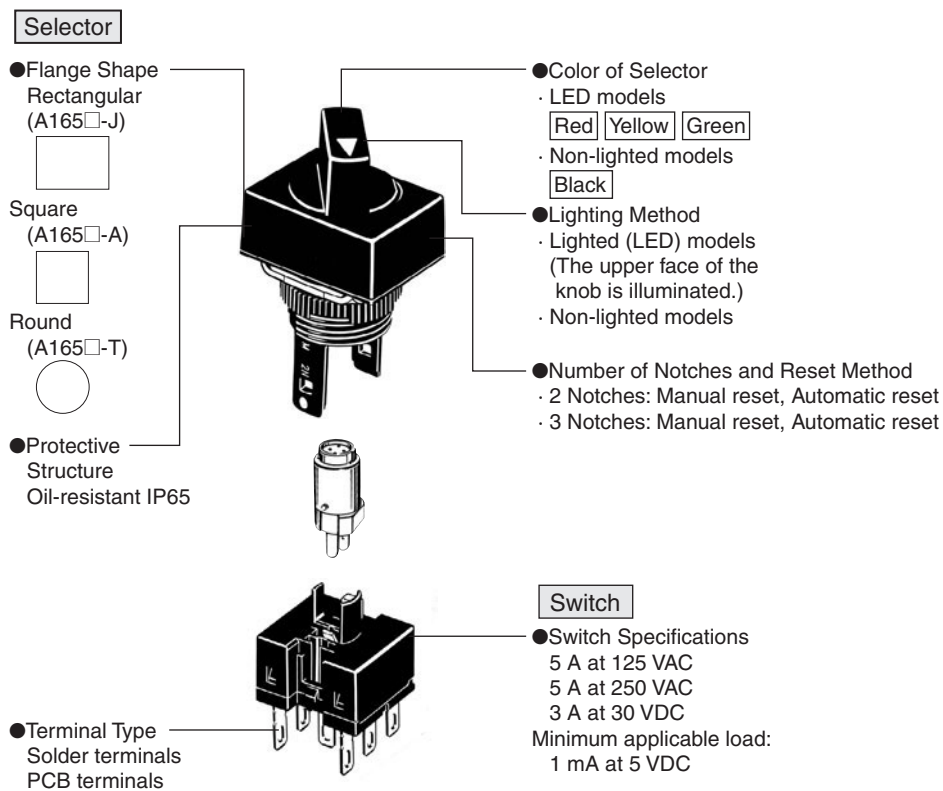 Selector
●Flange Shape
Rectangular
(A165□-J)
Square
(A165□-A)
Round
(A165□-T)
●Protective
Structure
Oil-resistant IP65
●Color of Selector
· LED models
Red Yellow Green
· Non-lighted models
Black
●Lighting Method
· Lighted (LED) models
(The upper face of the
knob is illuminated.)
· Non-lighted models
●Number of Notches and Reset Method
· 2 Notches: Manual reset, Automatic reset
· 3 Notches: Manual reset, Automatic reset
Switch
●Switch Specifications
5 A at 125 VAC
5 A at 250 VAC
3 A at 30 VDC
Minimum applicable load:
1 mA at 5 VDC
●Terminal Type
Solder terminals
PCB terminals